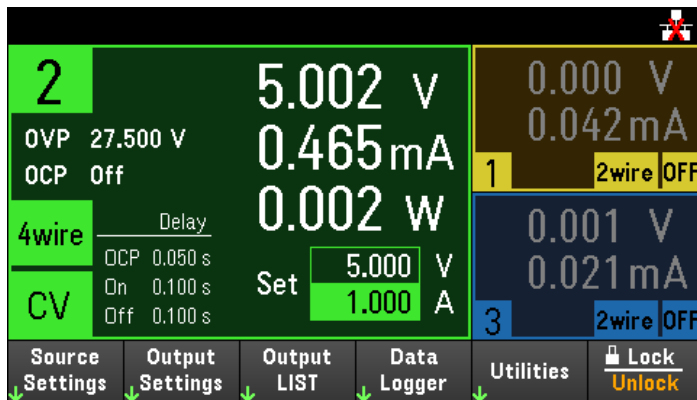 2
OVP 27.500 V
OCP Off
4wire
CV
Delay
OCP 0.050 s
On 0.100 s
Off 0.100 s
5.002 V
0.465 mA
0.002 W
Set 5.000 V
1.000 A
0.000 V
0.042 mA
1 2wire OFF
0.001 V
0.021 mA
3 2wire OFF
Source Settings
Output Settings
Output LIST
Data Logger
Utilities
Lock
Unlock